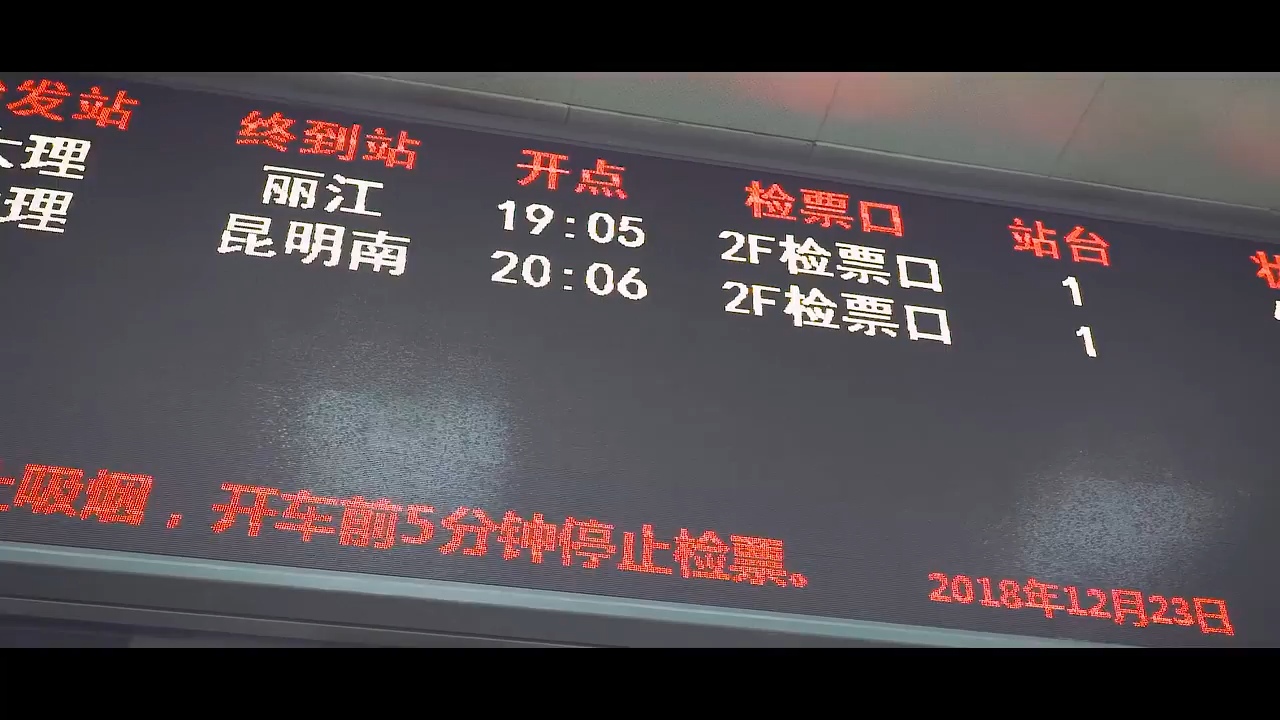 发站 终到站 开点 检票口 站台 状
大理 丽江 19:05 2F检票口 1
理 昆明南 20:06 2F检票口 1
止吸烟，开车前5分钟停止检票。
2018年12月23日